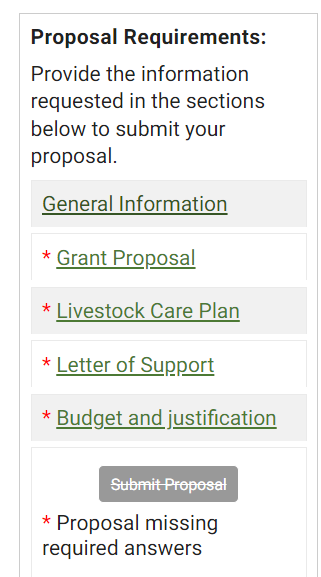 Proposal Requirements:
Provide the information
requested in the sections
below to submit your
proposal.
General Information
* Grant Proposal
* Livestock Care Plan
* Letter of Support
* Budget and justification
Submit Proposal
* Proposal missing
required answers